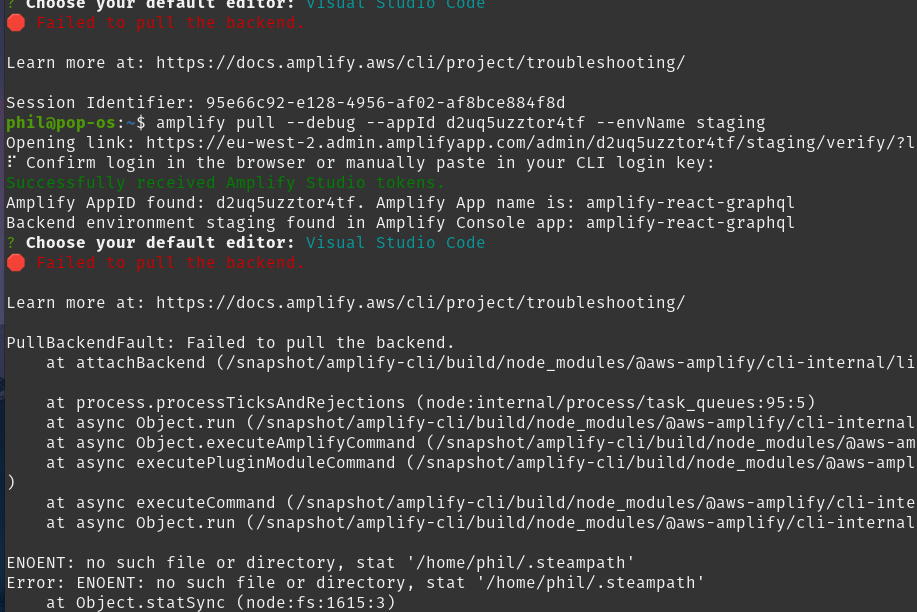 ? Choose your default editor: Visual Studio Code
🛑 Failed to pull the backend.
Learn more at: https://docs.amplify.aws/cli/project/troubleshooting/
Session Identifier: 95e66c92-e128-4956-af02-af8bce884f8d
phil@pop-os:~$ amplify pull --debug --appId d2uq5uzztor4tf --envName staging
Opening link: https://eu-west-2.admin.amplifyapp.com/admin/d2uq5uzztor4tf/staging/verify/?l
⠏ Confirm login in the browser or manually paste in your CLI login key:
Successfully received Amplify Studio tokens.
Amplify AppID found: d2uq5uzztor4tf. Amplify App name is: amplify-react-graphql
Backend environment staging found in Amplify Console app: amplify-react-graphql
? Choose your default editor: Visual Studio Code
🛑 Failed to pull the backend.
Learn more at: https://docs.amplify.aws/cli/project/troubleshooting/
PullBackendFault: Failed to pull the backend.
at attachBackend (/snapshot/amplify-cli/build/node_modules/@aws-amplify/cli-internal/li
at process.processTicksAndRejections (node:internal/process/task_queues:95:5)
at async Object.run (/snapshot/amplify-cli/build/node_modules/@aws-amplify/cli-internal
at async Object.executeAmplifyCommand (/snapshot/amplify-cli/build/node_modules/@aws-am
at async executePluginModuleCommand (/snapshot/amplify-cli/build/node_modules/@aws-ampl
)
at async executeCommand (/snapshot/amplify-cli/build/node_modules/@aws-amplify/cli-inte
at async Object.run (/snapshot/amplify-cli/build/node_modules/@aws-amplify/cli-internal
ENOENT: no such file or directory, stat '/home/phil/.steampath'
Error: ENOENT: no such file or directory, stat '/home/phil/.steampath'
at Object.statSync (node:fs:1615:3)